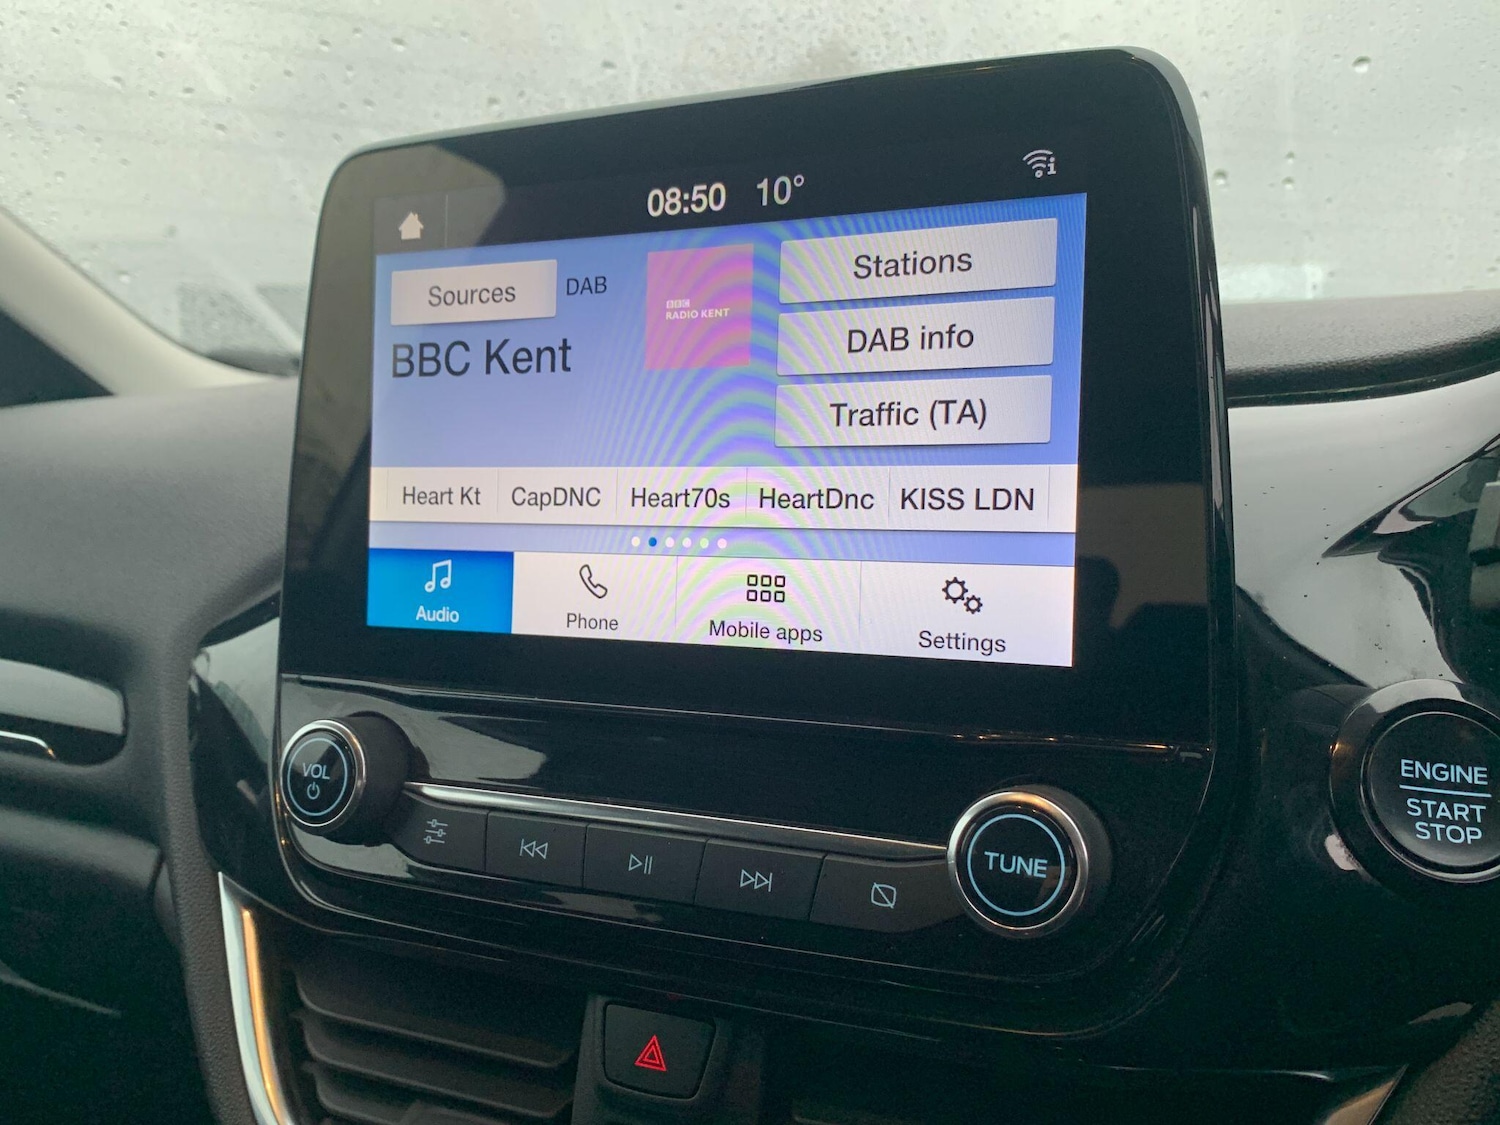 08:50 10°
Sources DAB
BBC Kent
BBC
RADIO KENT
Stations
DAB info
Traffic (TA)
Heart Kt CapDNC Heart70s HeartDnc KISS LDN
Audio Phone Mobile apps Settings
VOL
TUNE
ENGINE
START
STOP